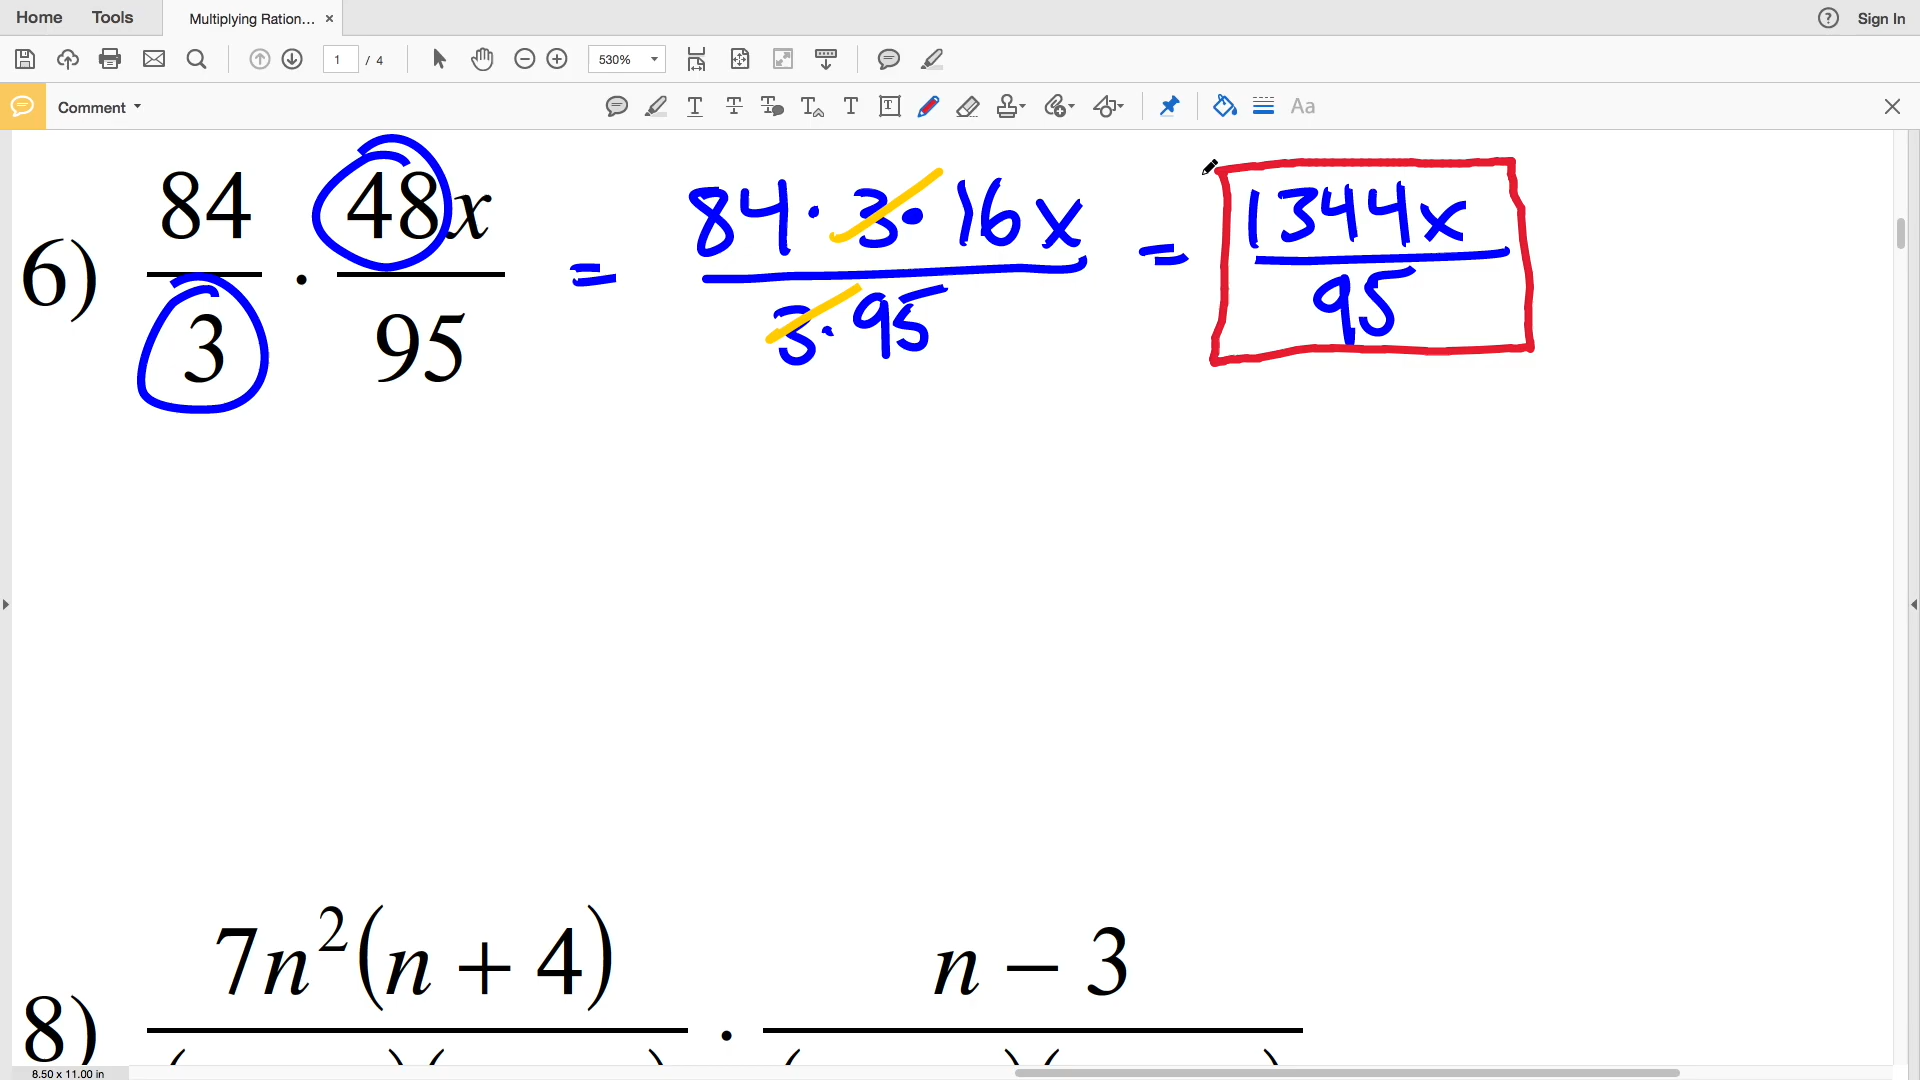 Home Tools Multiplying Ration... × ? Sign In
1 / 4 530%
Comment T T T T T T Aa
6) 84/3 · 48x/95 = 84 · 3 · 16x / 3 · 95 = 1344x/95
8) 7n²(n + 4) · n − 3
8.50 x 11.00 in